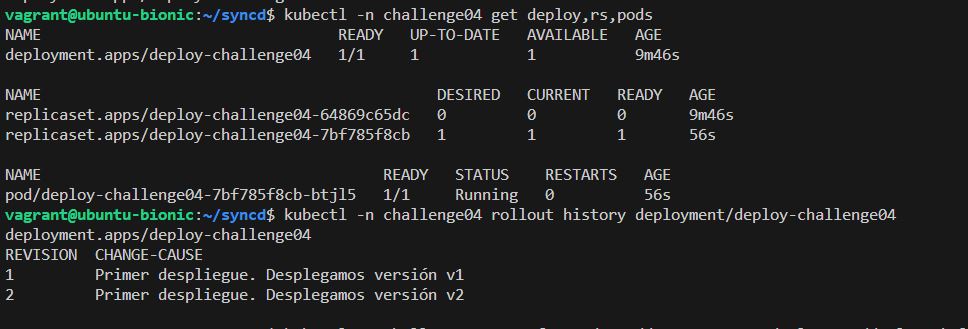 vagrant@ubuntu-bionic:~/syncd$ kubectl -n challenge04 get deploy,rs,pods
NAME READY UP-TO-DATE AVAILABLE AGE
deployment.apps/deploy-challenge04 1/1 1 1 9m46s
NAME DESIRED CURRENT READY AGE
replicaset.apps/deploy-challenge04-64869c65dc 0 0 0 9m46s
replicaset.apps/deploy-challenge04-7bf785f8cb 1 1 1 56s
NAME READY STATUS RESTARTS AGE
pod/deploy-challenge04-7bf785f8cb-btjl5 1/1 Running 0 56s
vagrant@ubuntu-bionic:~/syncd$ kubectl -n challenge04 rollout history deployment/deploy-challenge04
deployment.apps/deploy-challenge04
REVISION CHANGE-CAUSE
1 Primer despliegue. Desplegamos versión v1
2 Primer despliegue. Desplegamos versión v2